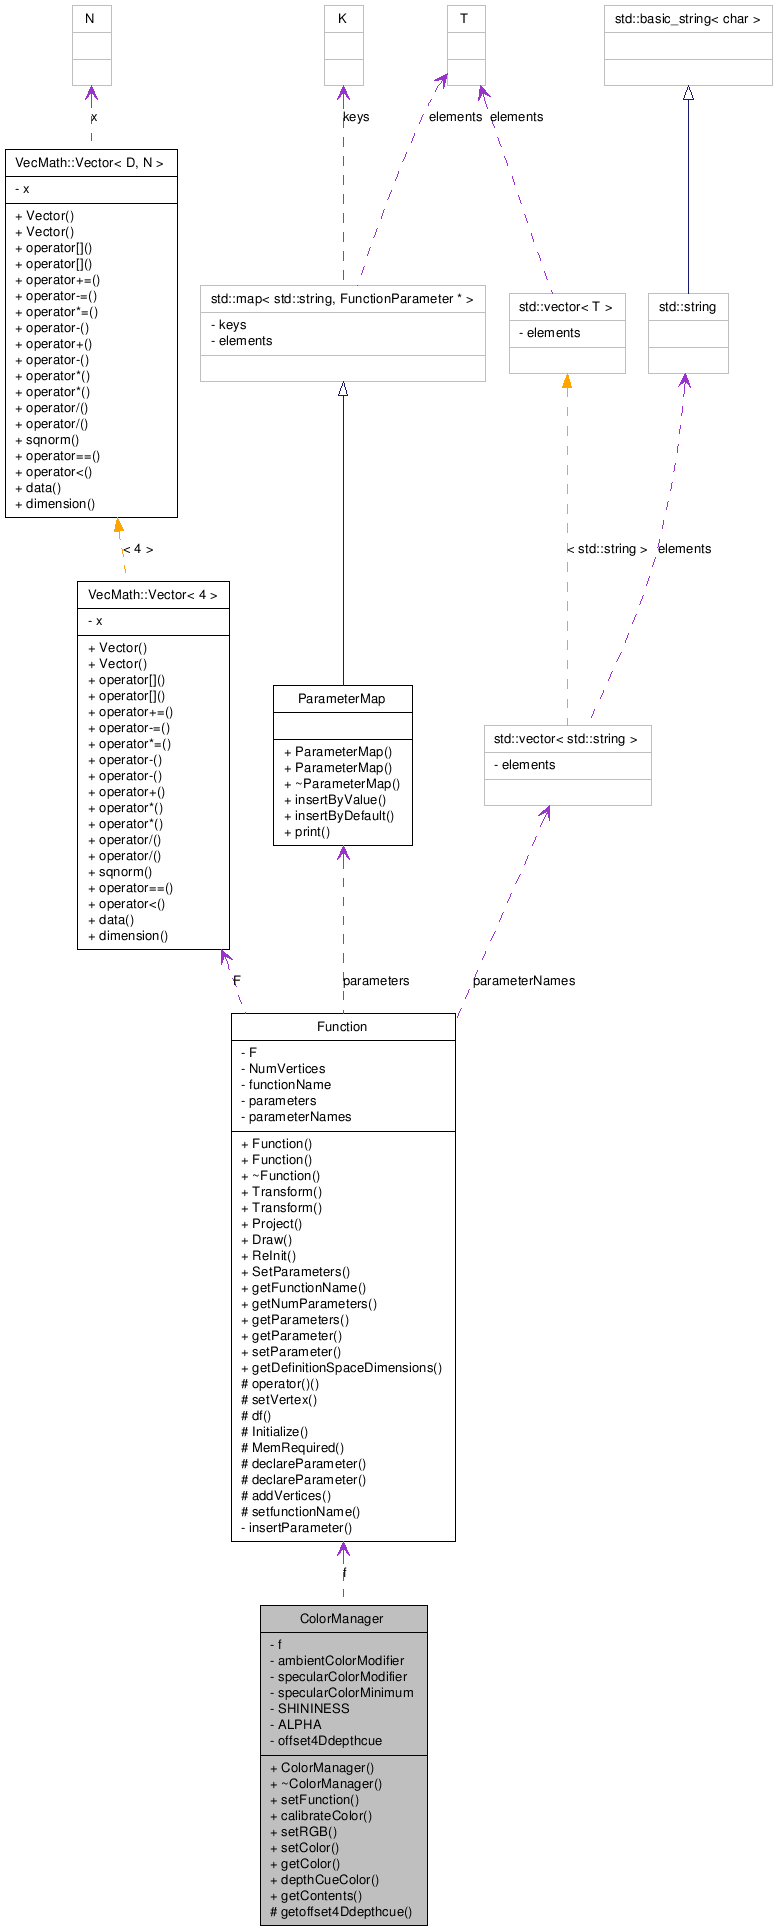 N
K
T
std::basic_string< char >
x
keys
elements
elements
VecMath::Vector< D, N >
- x
+ Vector()
+ Vector()
+ operator[]()
+ operator[]()
+ operator+=()
+ operator-=()
+ operator*=()
+ operator-()
+ operator+()
+ operator-()
+ operator*()
+ operator*()
+ operator/()
+ operator/()
+ sqnorm()
+ operator==()
+ operator<()
+ data()
+ dimension()
std::map< std::string, FunctionParameter * >
- keys
- elements
std::vector< T >
- elements
std::string
< 4 >
< std::string >
elements
VecMath::Vector< 4 >
- x
+ Vector()
+ Vector()
+ operator[]()
+ operator[]()
+ operator+=()
+ operator-=()
+ operator*=()
+ operator-()
+ operator-()
+ operator+()
+ operator*()
+ operator*()
+ operator/()
+ operator/()
+ sqnorm()
+ operator==()
+ operator<()
+ data()
+ dimension()
ParameterMap
+ ParameterMap()
+ ParameterMap()
+ ~ParameterMap()
+ insertByValue()
+ insertByDefault()
+ print()
std::vector< std::string >
- elements
F
parameters
parameterNames
Function
- F
- NumVertices
- functionName
- parameters
- parameterNames
+ Function()
+ Function()
+ ~Function()
+ Transform()
+ Transform()
+ Project()
+ Draw()
+ ReInit()
+ SetParameters()
+ getFunctionName()
+ getNumParameters()
+ getParameters()
+ getParameter()
+ setParameter()
+ getDefinitionSpaceDimensions()
# operator()()
# setVertex()
# df()
# Initialize()
# MemRequired()
# declareParameter()
# declareParameter()
# addVertices()
# setfunctionName()
- insertParameter()
f
ColorManager
- f
- ambientColorModifier
- specularColorModifier
- specularColorMinimum
- SHININESS
- ALPHA
- offset4Ddepthcue
+ ColorManager()
+ ~ColorManager()
+ setFunction()
+ calibrateColor()
+ setRGB()
+ setColor()
+ getColor()
+ depthCueColor()
+ getContents()
# getoffset4Ddepthcue()